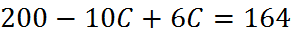 200 − 10C + 6C = 164